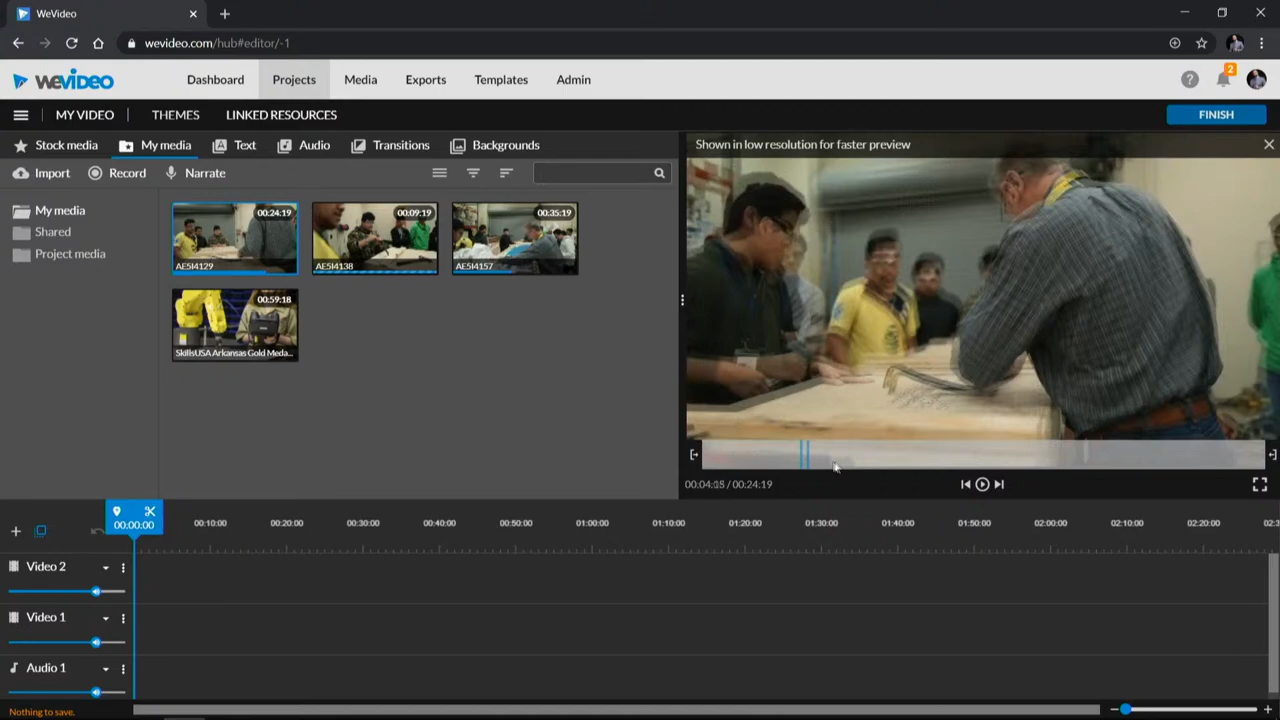 WeVideo
wevideo.com/hub#editor/-1
WEVIDEO
Dashboard
Projects
Media
Exports
Templates
Admin
2
MY VIDEO
THEMES
LINKED RESOURCES
FINISH
Stock media
My media
Text
Audio
Transitions
Backgrounds
Shown in low resolution for faster preview
Import
Record
Narrate
My media
Shared
Project media
00:24:19
AE5I4129
00:09:19
AE5I4138
00:35:19
AE5I4157
00:59:18
SkillsUSA Arkansas Gold Meda...
/ 00:24:19
00:00:00
00:10:00
00:20:00
00:30:00
00:40:00
00:50:00
01:00:00
01:10:00
01:20:00
01:30:00
01:40:00
01:50:00
02:00:00
02:10:00
02:20:00
Video 2
Video 1
Audio 1
Nothing to save.